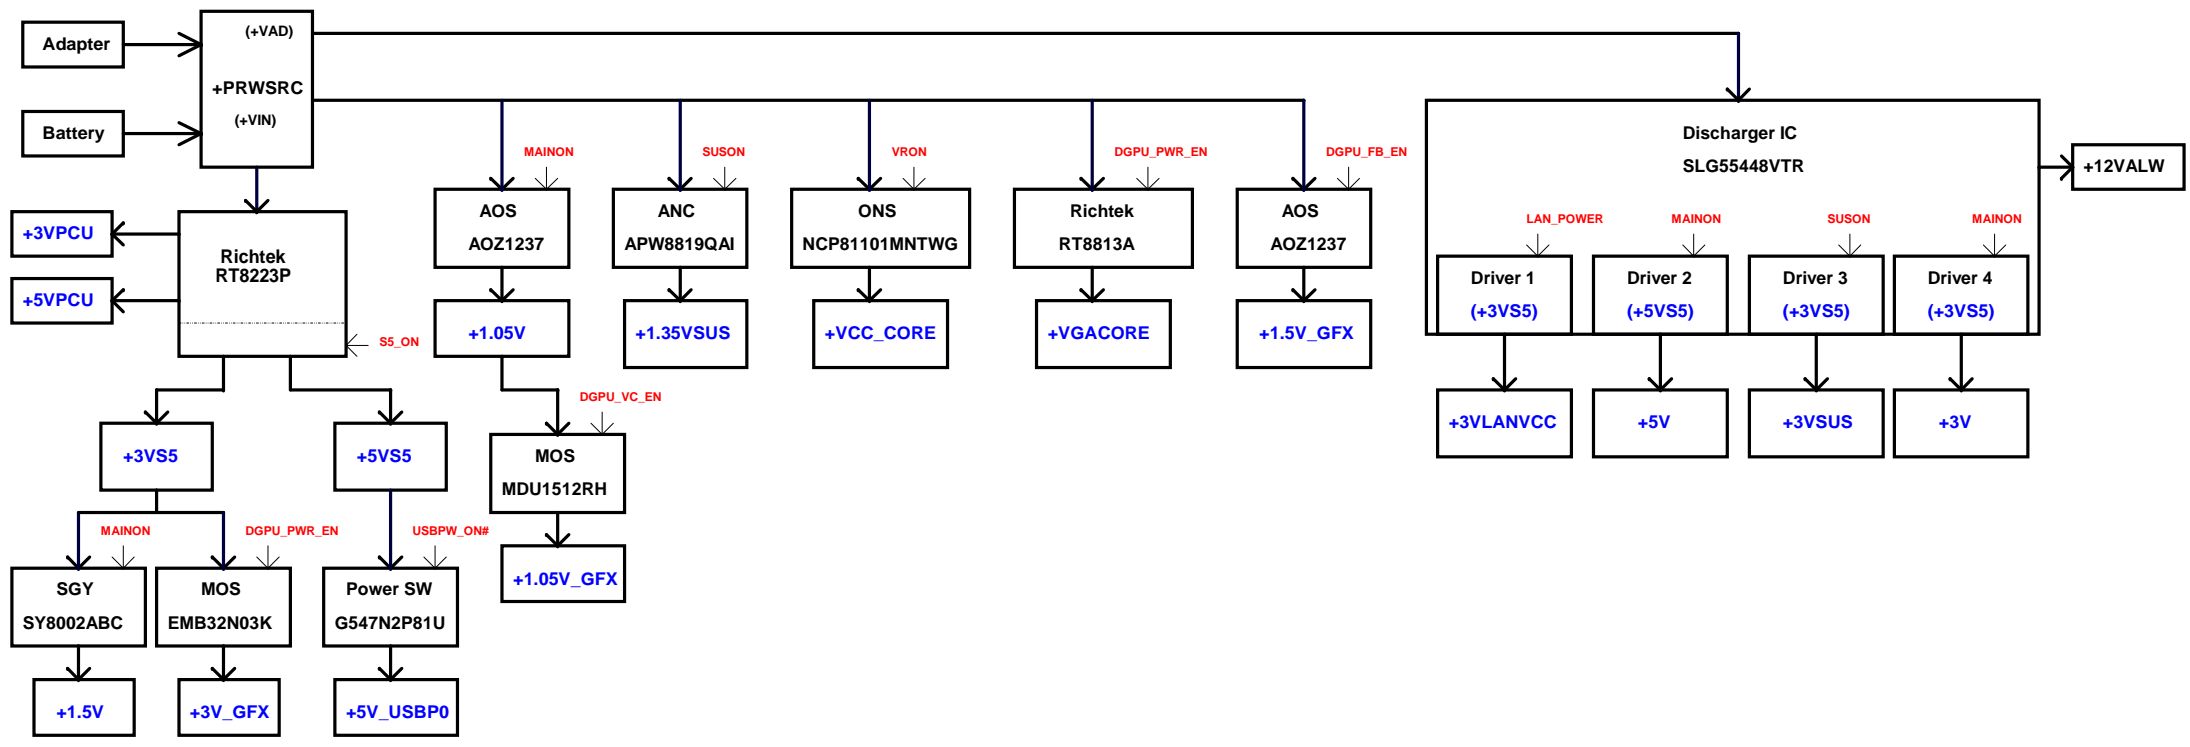 Adapter
(+VAD)
+PRWSRC
(+VIN)
Battery
Discharger IC
SLG55448VTR
+12VALW
MAINON
SUSON
VRON
DGPU_PWR_EN
DGPU_FB_EN
AOS
AOZ1237
ANC
APW8819QAI
ONS
NCP81101MNTWG
Richtek
RT8813A
AOS
AOZ1237
LAN_POWER
MAINON
SUSON
MAINON
+3VPCU
+5VPCU
Richtek
RT8223P
S5_ON
Driver 1
(+3VS5)
Driver 2
(+5VS5)
Driver 3
(+3VS5)
Driver 4
(+3VS5)
+1.05V
+1.35VSUS
+VCC_CORE
+VGACORE
+1.5V_GFX
DGPU_VC_EN
+3VLANVCC
+5V
+3VSUS
+3V
+3VS5
+5VS5
MOS
MDU1512RH
MAINON
DGPU_PWR_EN
USBPW_ON#
+1.05V_GFX
SGY
SY8002ABC
MOS
EMB32N03K
Power SW
G547N2P81U
+1.5V
+3V_GFX
+5V_USBP0